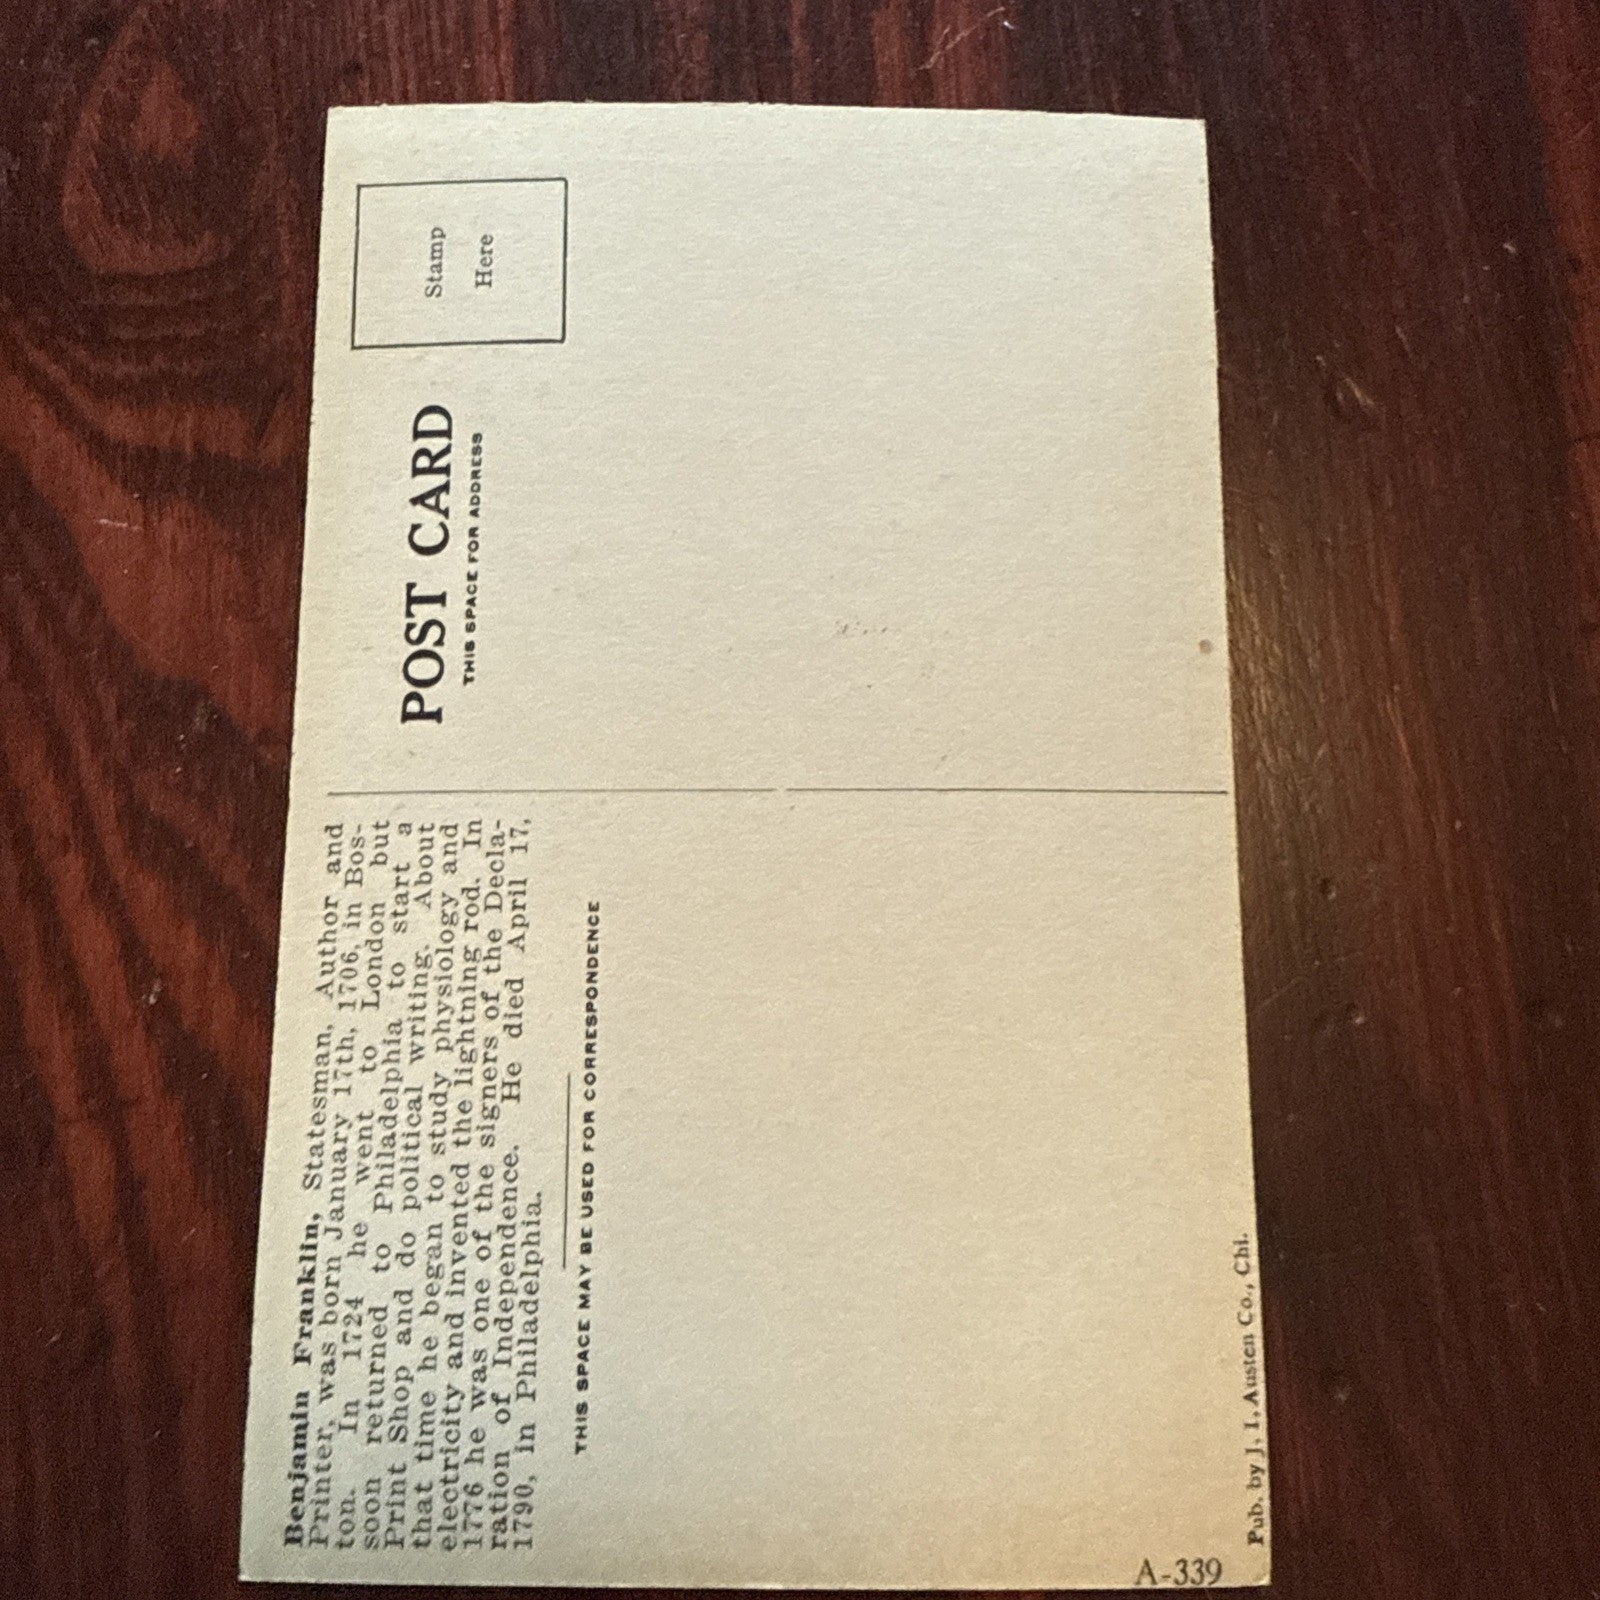 Benjamin Franklin, Statesman, Author and
Printer, was born January 17th, 1706, in Bos-
ton. In 1724 he went to London but
soon returned to Philadelphia to start a
Print Shop and do political writing. About
that time he began to study physiology and
electricity and invented the lightning rod. In
1776 he was one of the signers of the Decla-
ration of Independence. He died April 17,
1790, in Philadelphia.
THIS SPACE MAY BE USED FOR CORRESPONDENCE
POST CARD
THIS SPACE FOR ADDRESS
Stamp
Here
A-339
Pub. by J. I. Austen Co., Chi.